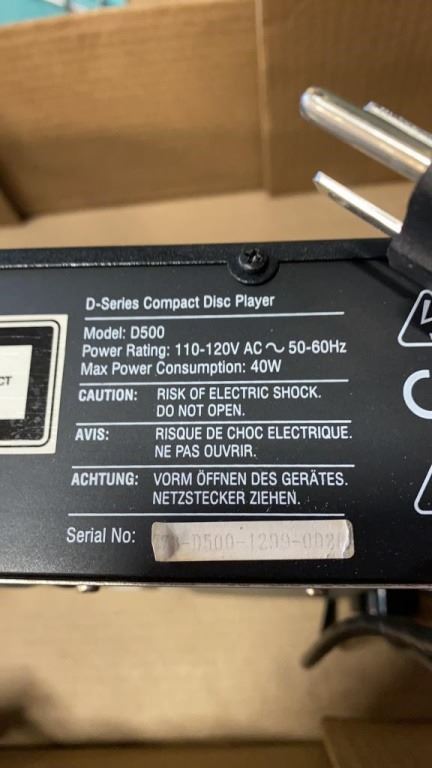 D-Series Compact Disc Player
Model: D500
Power Rating: 110-120V AC ~ 50-60Hz
Max Power Consumption: 40W
CAUTION: RISK OF ELECTRIC SHOCK.
DO NOT OPEN.
AVIS: RISQUE DE CHOC ELECTRIQUE.
NE PAS OUVRIR.
ACHTUNG: VORM ÖFFNEN DES GERÄTES.
NETZSTECKER ZIEHEN.
Serial No: